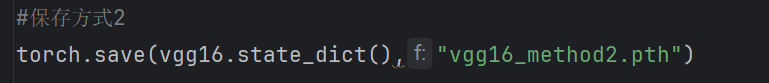 #保存方式2
torch.save(vgg16.state_dict(),f:"vgg16_method2.pth")